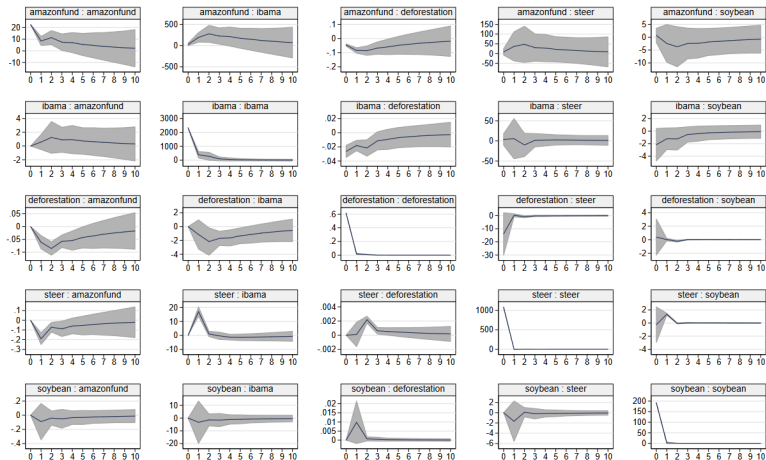 amazonfund : amazonfund
20
10
0
-10
0 1 2 3 4 5 6 7 8 9 10
amazonfund : ibama
500
0
500
0 1 2 3 4 5 6 7 8 9 10
amazonfund : deforestation
.1
0
-.1
0 1 2 3 4 5 6 7 8 9 10
amazonfund : steer
150
100
50
0
-50
0 1 2 3 4 5 6 7 8 9 10
amazonfund : soybean
5
0
-5
-10
0 1 2 3 4 5 6 7 8 9 10
ibama : amazonfund
4
2
0
-2
0 1 2 3 4 5 6 7 8 9 10
ibama : ibama
3000
2000
1000
0
0 1 2 3 4 5 6 7 8 9 10
ibama : deforestation
.02
0
-.02
-.04
0 1 2 3 4 5 6 7 8 9 10
ibama : steer
50
0
-50
0 1 2 3 4 5 6 7 8 9 10
ibama : soybean
2
0
-2
-4
0 1 2 3 4 5 6 7 8 9 10
deforestation : amazonfund
.05
0
-.05
-.1
0 1 2 3 4 5 6 7 8 9 10
deforestation : ibama
2
0
-2
-4
0 1 2 3 4 5 6 7 8 9 10
deforestation : deforestation
.6
.4
.2
0
0 1 2 3 4 5 6 7 8 9 10
deforestation : steer
0
-10
-20
-30
0 1 2 3 4 5 6 7 8 9 10
deforestation : soybean
4
2
0
-2
0 1 2 3 4 5 6 7 8 9 10
steer : amazonfund
.1
0
-.1
-.2
-.3
0 1 2 3 4 5 6 7 8 9 10
steer : ibama
20
10
0
-10
0 1 2 3 4 5 6 7 8 9 10
steer : deforestation
.004
.002
0
-.002
0 1 2 3 4 5 6 7 8 9 10
steer : steer
1000
500
0
0 1 2 3 4 5 6 7 8 9 10
steer : soybean
2
0
-2
-4
0 1 2 3 4 5 6 7 8 9 10
soybean : amazonfund
.2
0
-.2
-.4
0 1 2 3 4 5 6 7 8 9 10
soybean : ibama
10
0
-10
-20
0 1 2 3 4 5 6 7 8 9 10
soybean : deforestation
.02
.015
.01
.005
0
0 1 2 3 4 5 6 7 8 9 10
soybean : steer
2
0
-2
-4
-6
0 1 2 3 4 5 6 7 8 9 10
soybean : soybean
200
150
100
50
0
0 1 2 3 4 5 6 7 8 9 10